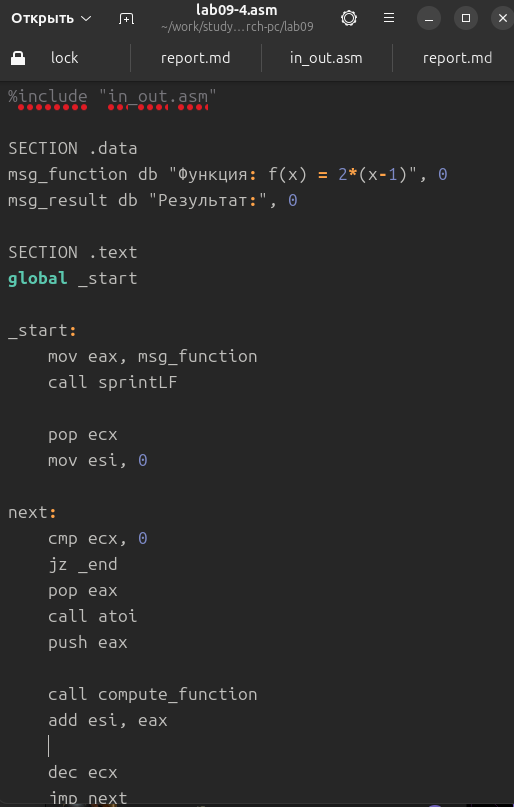 Открыть
lab09-4.asm
~/work/study…rch-pc/lab09
lock
report.md
in_out.asm
report.md
%include "in_out.asm"
SECTION .data
msg_function db "Функция: f(x) = 2*(x-1)", 0
msg_result db "Результат:", 0
SECTION .text
global _start
_start:
mov eax, msg_function
call sprintLF
pop ecx
mov esi, 0
next:
cmp ecx, 0
jz _end
pop eax
call atoi
push eax
call compute_function
add esi, eax
dec ecx
jmp next